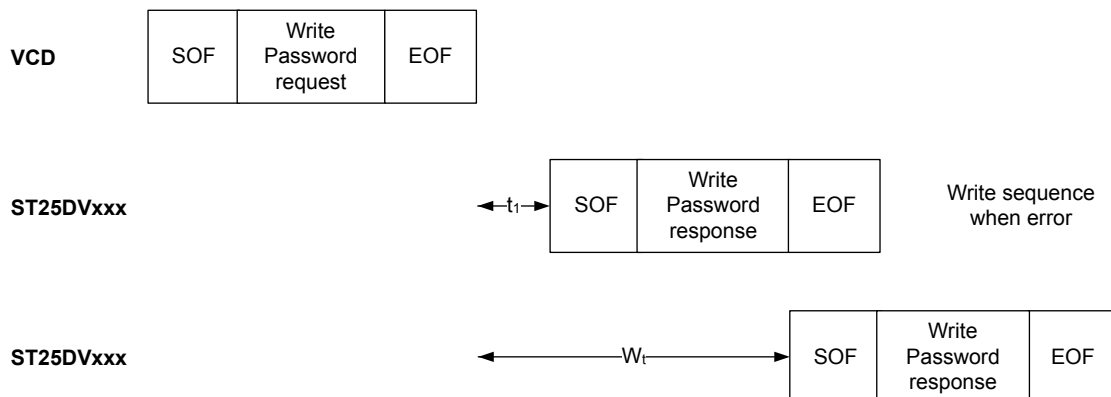 VCD
SOF
Write
Password
request
EOF
ST25DVxxx
t1
SOF
Write
Password
response
EOF
Write sequence
when error
ST25DVxxx
Wt
SOF
Write
Password
response
EOF